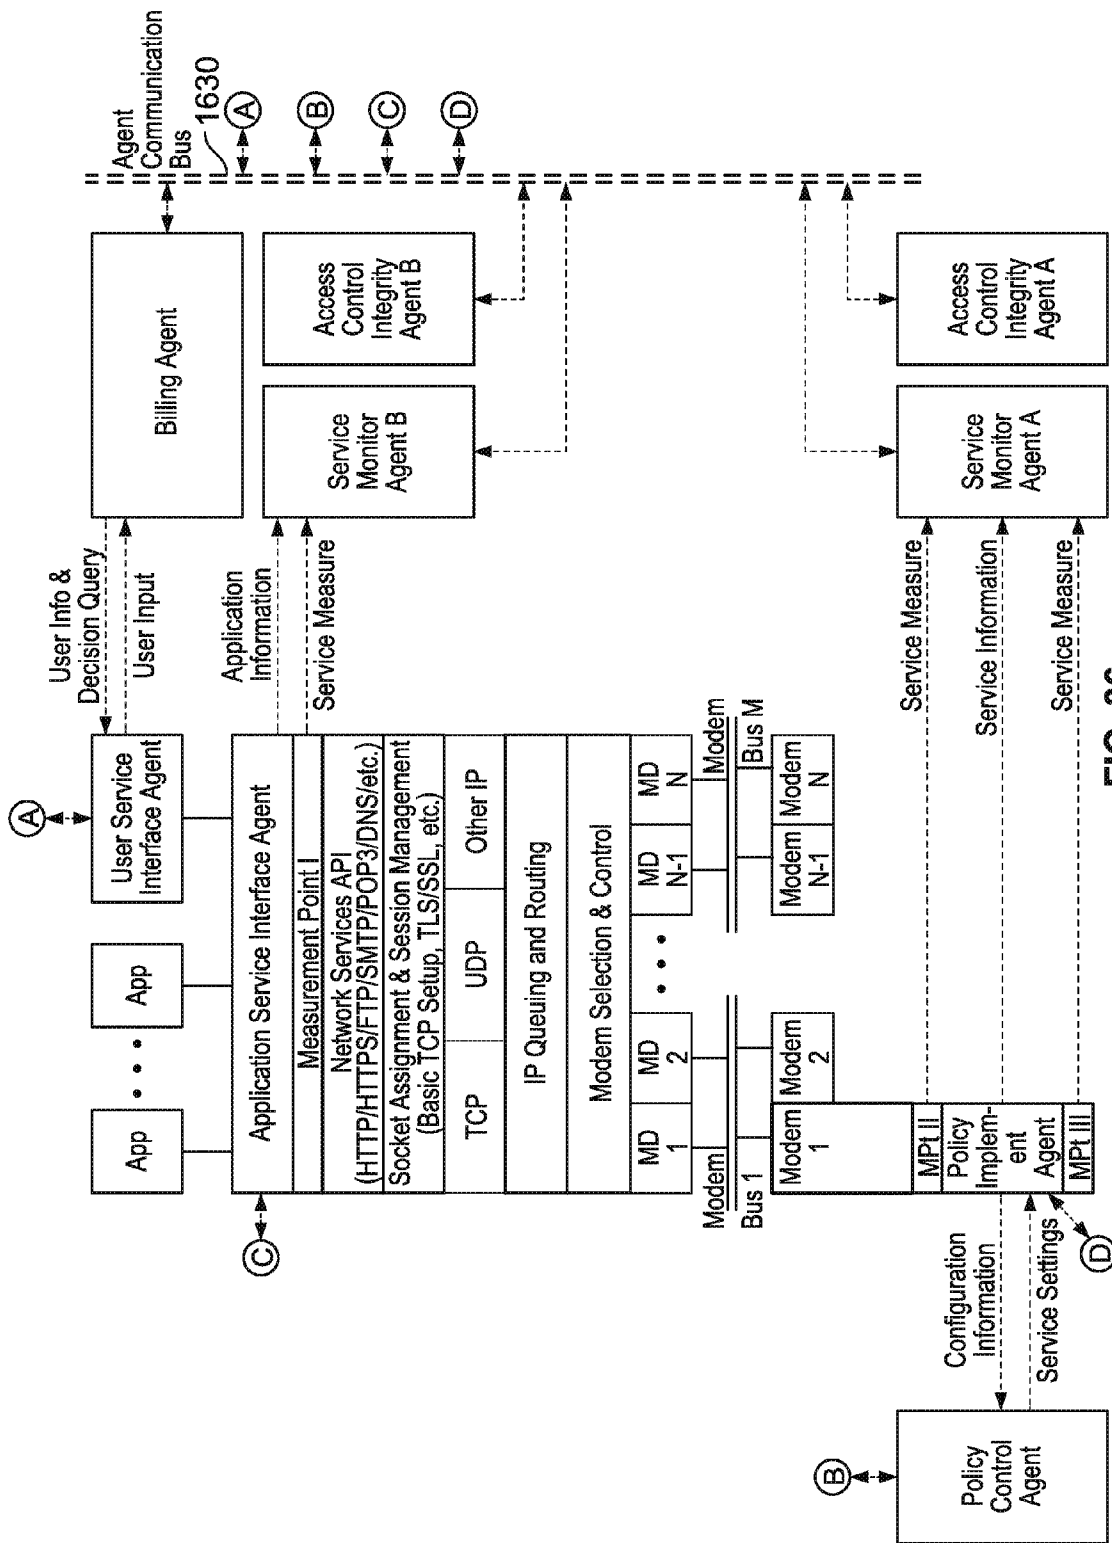 A
App
App
User Service
Interface Agent
User Info &
Decision Query
User Input
Billing Agent
Agent
Communication
Bus
1630
A
B
C
D
C
Application Service Interface Agent
Measurement Point I
Network Services API
(HTTP/HTTPS/FTP/SMTP/POP3/DNS/etc.)
Socket Assignment & Session Management
(Basic TCP Setup, TLS/SSL, etc.)
TCP
UDP
Other IP
IP Queuing and Routing
Modem Selection & Control
MD
1
MD
2
MD
N-1
MD
N
Modem
Bus 1
Modem
Bus M
Modem
1
Modem
2
Modem
N-1
Modem
N
Application
Information
Service Measure
Service
Monitor
Agent B
Access
Control
Integrity
Agent B
B
Policy
Control
Agent
Configuration
Information
Service Settings
D
MPt II
Policy
Implem-
ent
Agent
MPt III
Service Measure
Service Information
Service Measure
Service
Monitor
Agent A
Access
Control
Integrity
Agent A